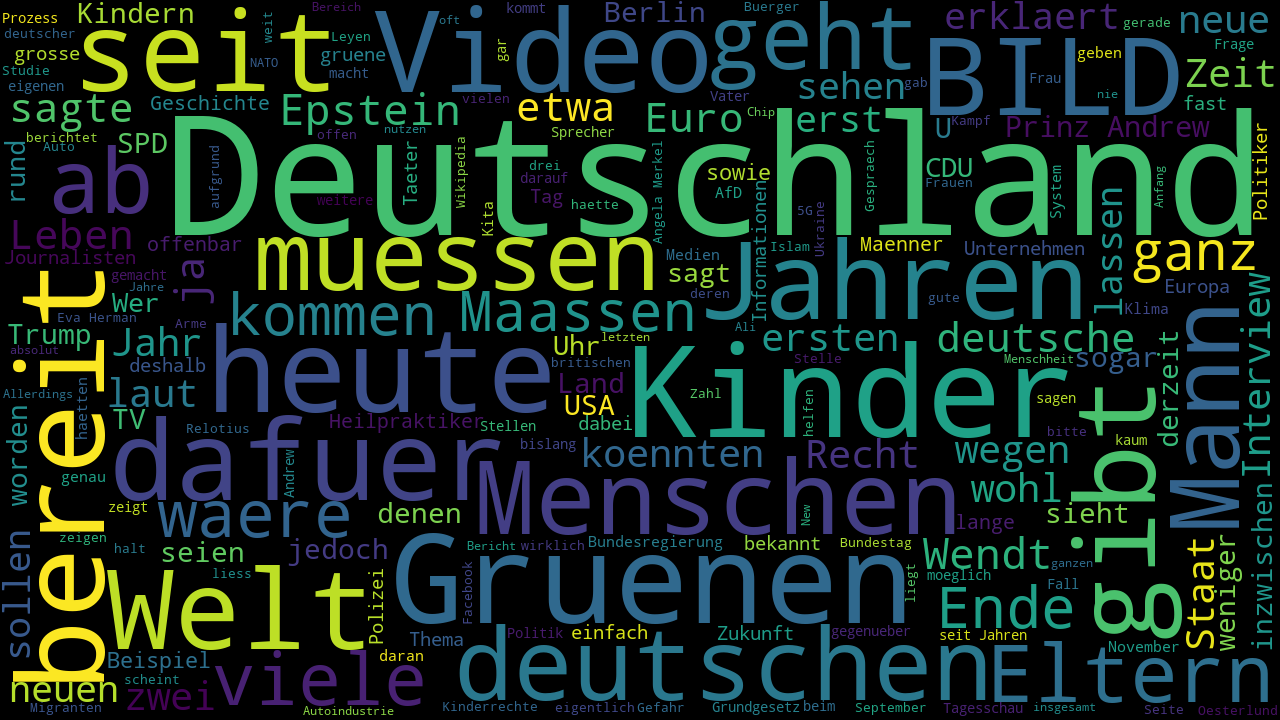 Prozess
Kindern
seit
weit
Bereich
Leyen
oft
Video
kommt
Berlin
Buerger
erklaert
gerade
neue
deutscher
grosse
Studie
eigenen
NATO
gruene
macht
gar
geht
sehen
gab
BILD
Frau
geben
Frage
Zeit
nie
fast
sagte
Geschichte
Epstein
vielen
etwa
Vater
Euro
Chip
erst
U
Kampf
Prinz Andrew
berichtet
Auto
SPD
offen
nutzen
Sprecher
rund
ab
aufgrund
Deutschland
Taeter
Wikipedia
drei
darauf
Tag
haette
Kita
weitere
Angela Merkel
sowie
AfD
Informationen
5G
Ukraine
Gespraech
CDU
Frauen
System
Anfang
Politiker
Leben
Journalisten
offenbar
ja
muessen
Medien
sagt
deren
Islam
Jahren
Maenner
Unternehmen
gute
lassen
ganz
Europa
Klima
gemacht
Jahre
Wer
Eva Herman
Arme
kommen
Maassen
Ali
ersten
deutsche
Trump
absolut
Jahr
deshalb
heute
Uhr
letzten
britischen
Stelle
Menschheit
sogar
derzeit
Interview
bereit
Allerdings
haetten
laut
Land
USA
Kinder
Zahl
helfen
sagen
Mann
TV
Relotius
Heilpraktiker
Stellen
dabei
bitte
kaum
worden
genau
dafuer
Andrew
bislang
koennten
Recht
wegen
gibt
zeigt
waere
denen
Menschen
New
wohl
lange
sieht
zeigen
halt
seien
jedoch
Bericht
wirklich
Bundesregierung
bekannt
Bundestag
Wendt
moeglich
ganzen
Fall
sollen
liess
Welt
Polizei
Gruenen
Facebook
liegt
Ende
Staat
weniger
inzwischen
Thema
Politik
einfach
Zukunft
gegenueber
seit Jahren
November
Beispiel
scheint
daran
viele
deutschen
Eltern
neuen
Migranten
zwei
Autoindustrie
Kinderrechte
eigentlich
Gefahr
Grundgesetz
beim
September
Tagesschau
insgesamt
Seite
Oesterlund